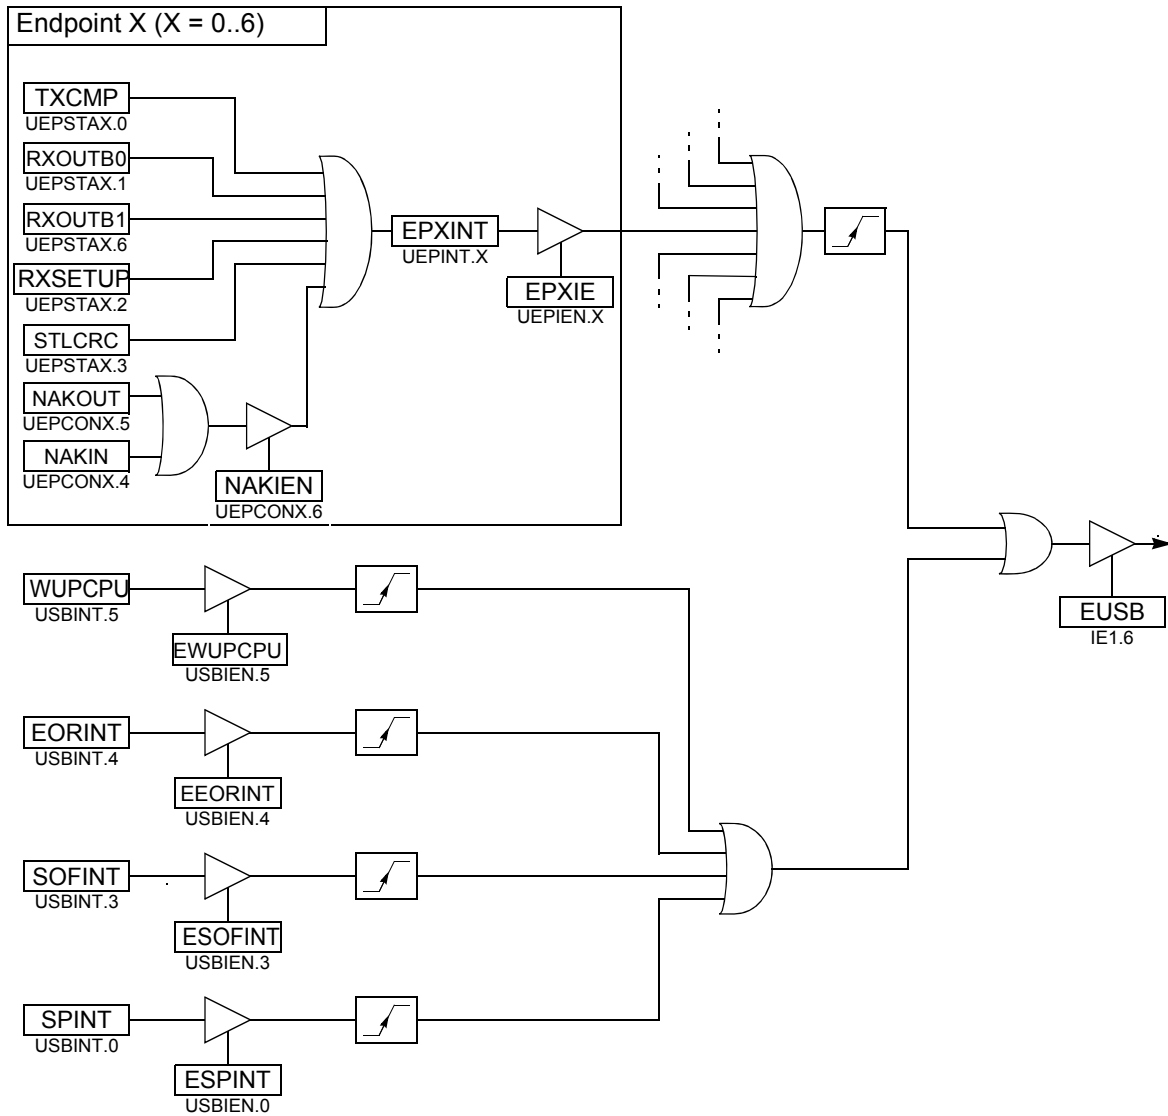 Endpoint X (X = 0..6)
TXCMP
UEPSTAX.0
RXOUTB0
UEPSTAX.1
RXOUTB1
UEPSTAX.6
RXSETUP
UEPSTAX.2
STLCRC
UEPSTAX.3
NAKOUT
UEPCONX.5
NAKIN
UEPCONX.4
NAKIEN
UEPCONX.6
EPXINT
UEPINT.X
EPXIE
UEPIEN.X
WUPCPU
USBINT.5
EWUPCPU
USBIEN.5
EUSB
IE1.6
EORINT
USBINT.4
EEORINT
USBIEN.4
SOFINT
USBINT.3
ESOFINT
USBIEN.3
SPINT
USBINT.0
ESPINT
USBIEN.0